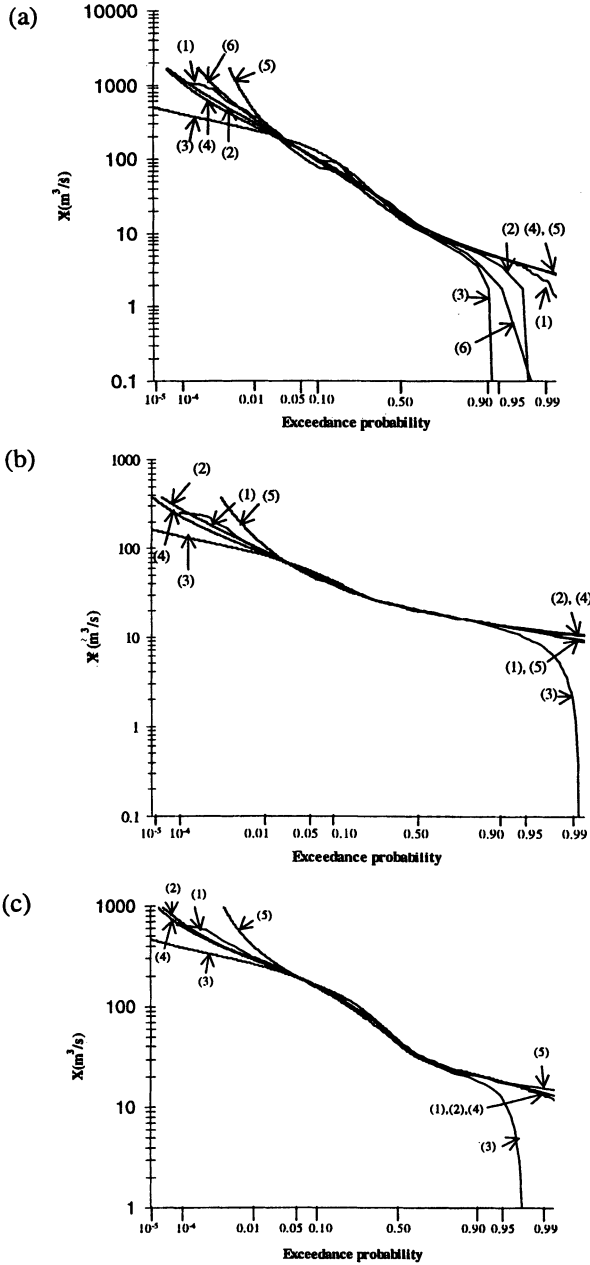 (a)
10000
1000
100
10
1
0.1
X(m³/s)
(1)
(6)
(5)
(3) (4) (2)
(2) (4), (5)
(3)
(1)
(6)
10⁻⁵ 10⁻⁴ 0.01 0.05 0.10 0.50 0.90 0.95 0.99
Exceedance probability
(b)
1000
100
10
1
0.1
X (m³/s)
(2)
(1) (5)
(4)
(3)
(2), (4)
(1), (5)
(3)
10⁻⁵ 10⁻⁴ 0.01 0.05 0.10 0.50 0.90 0.95 0.99
Exceedance probability
(c)
1000
100
10
1
X(m³/s)
(2) (1)
(5)
(4)
(3)
(5)
(1),(2),(4)
(3)
10⁻⁵ 10⁻⁴ 0.01 0.05 0.10 0.50 0.90 0.95 0.99
Exceedance probability